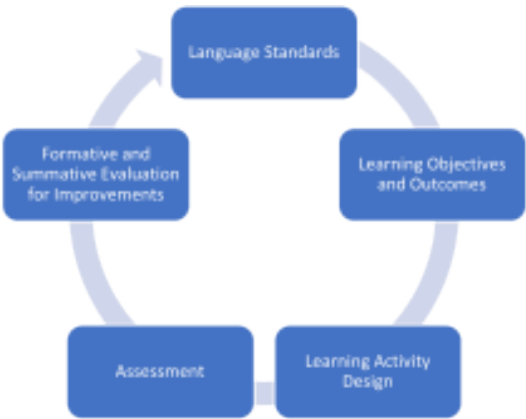 Language Standards
Learning Objectives
and Outcomes
Learning Activity
Design
Assessment
Formative and
Summative Evaluation
for Improvements